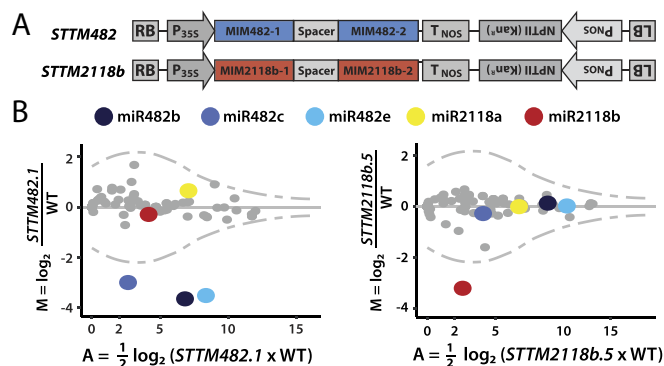 A
STTM482 RB P35S MIM482-1 Spacer MIM482-2 TNOS NPTII (Kanᴿ) PNOS LB
STTM2118b RB P35S MIM2118b-1 Spacer MIM2118b-2 TNOS NPTII (Kanᴿ) PNOS LB
B
miR482b miR482c miR482e miR2118a miR2118b
M = log₂ STTM482.1 / WT
2
0
-2
-4
0 2 5 10 15
A = 1/2 log₂ (STTM482.1 x WT)
M = log₂ STTM2118b.5 / WT
2
0
-2
-4
0 2 5 10 15
A = 1/2 log₂ (STTM2118b.5 x WT)